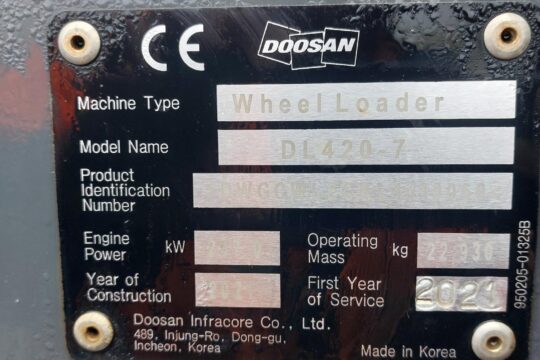 CE DOOSAN
Machine Type Wheel Loader
Model Name DL420-7
Product
Identification
Number
Engine
Power kW
Operating
Mass kg 22,930
Year of
Construction
First Year
of Service 2021
Doosan Infracore Co., Ltd.
489, Injung-Ro, Dong-gu,
Incheon, Korea
Made in Korea
950205-01325B